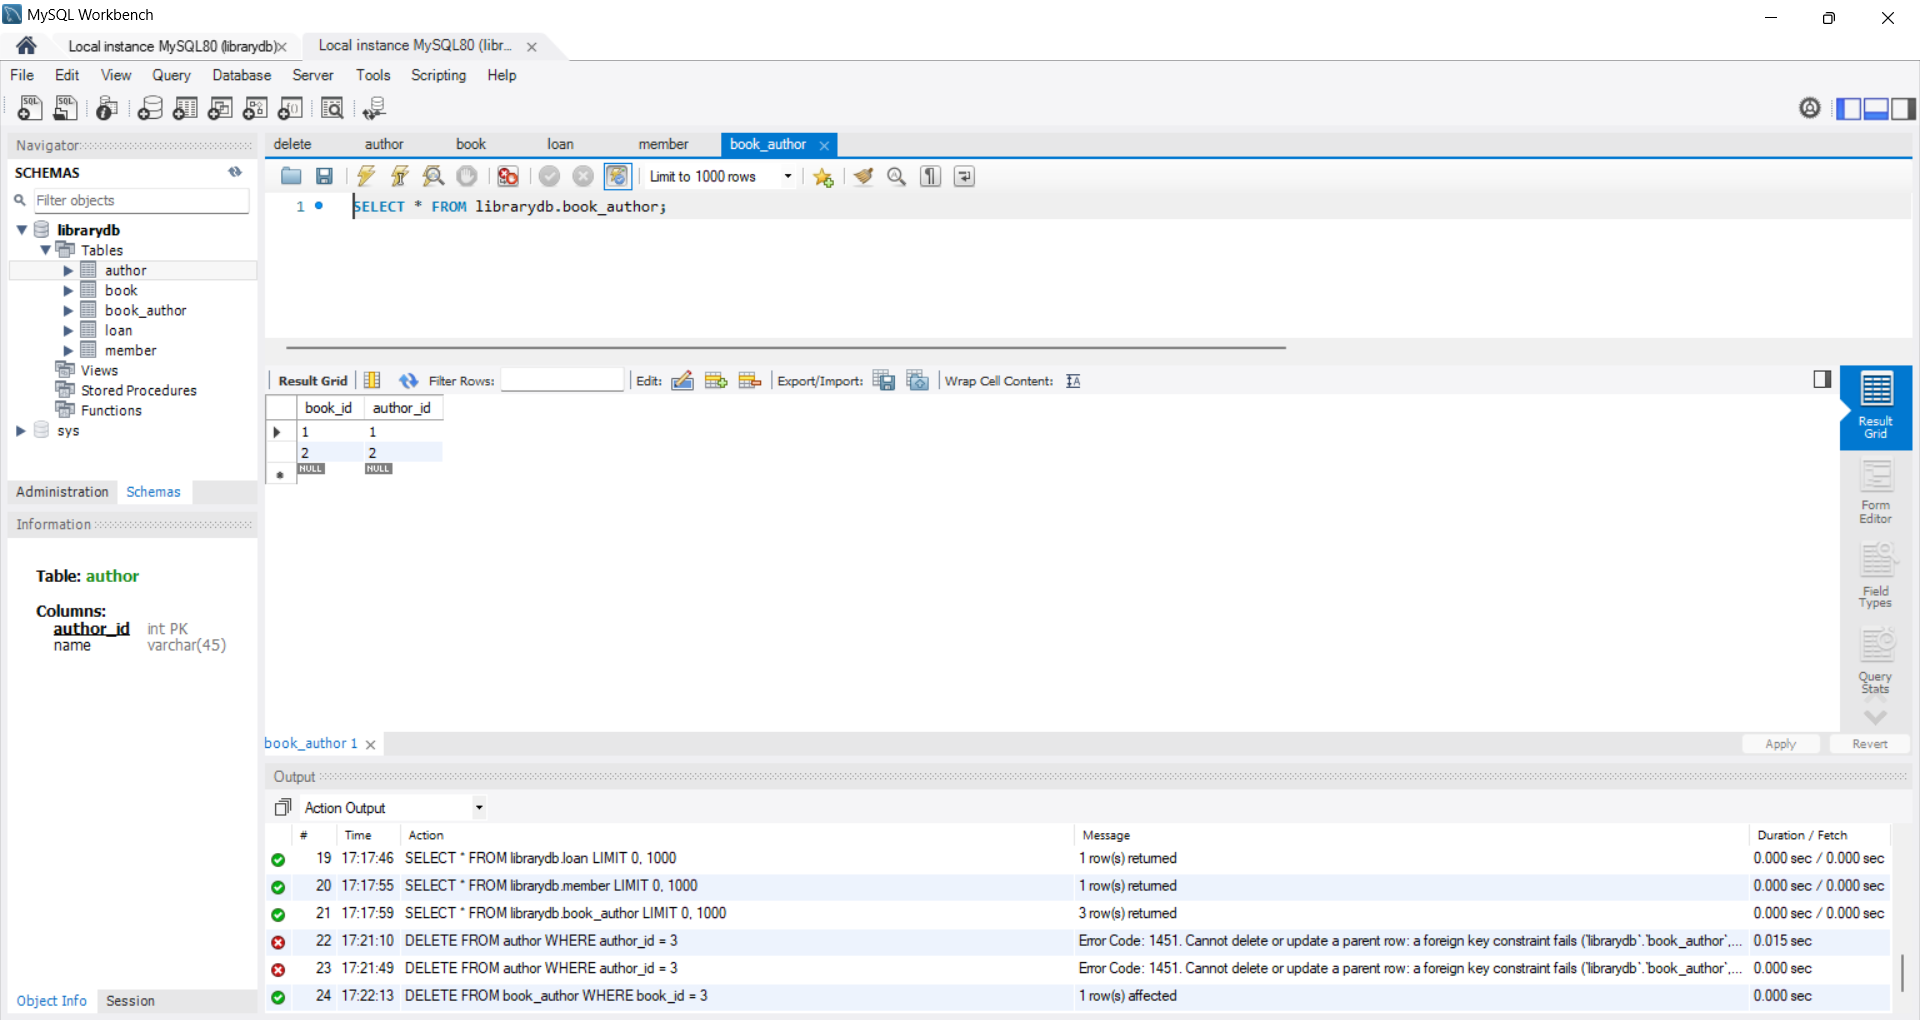 MySQL Workbench
Local instance MySQL80 (librarydb)
Local instance MySQL80 (libr...
File Edit View Query Database Server Tools Scripting Help
Navigator
SCHEMAS
Filter objects
librarydb
Tables
author
book
book_author
loan
member
Views
Stored Procedures
Functions
sys
Administration Schemas
Information
Table: author
Columns:
author_id int PK
name varchar(45)
Object Info Session
delete author book loan member book_author
Limit to 1000 rows
1 SELECT * FROM librarydb.book_author;
Result Grid Filter Rows: Edit: Export/Import: Wrap Cell Content:
book_id author_id
1 1
2 2
NULL NULL
Result Grid
Form Editor
Field Types
Query Stats
book_author 1
Apply Revert
Output
Action Output
# Time Action Message Duration / Fetch
19 17:17:46 SELECT * FROM librarydb.loan LIMIT 0, 1000 1 row(s) returned 0.000 sec / 0.000 sec
20 17:17:55 SELECT * FROM librarydb.member LIMIT 0, 1000 1 row(s) returned 0.000 sec / 0.000 sec
21 17:17:59 SELECT * FROM librarydb.book_author LIMIT 0, 1000 3 row(s) returned 0.000 sec / 0.000 sec
22 17:21:10 DELETE FROM author WHERE author_id = 3 Error Code: 1451. Cannot delete or update a parent row: a foreign key constraint fails (`librarydb`.`book_author`,... 0.015 sec
23 17:21:49 DELETE FROM author WHERE author_id = 3 Error Code: 1451. Cannot delete or update a parent row: a foreign key constraint fails (`librarydb`.`book_author`,... 0.000 sec
24 17:22:13 DELETE FROM book_author WHERE book_id = 3 1 row(s) affected 0.000 sec